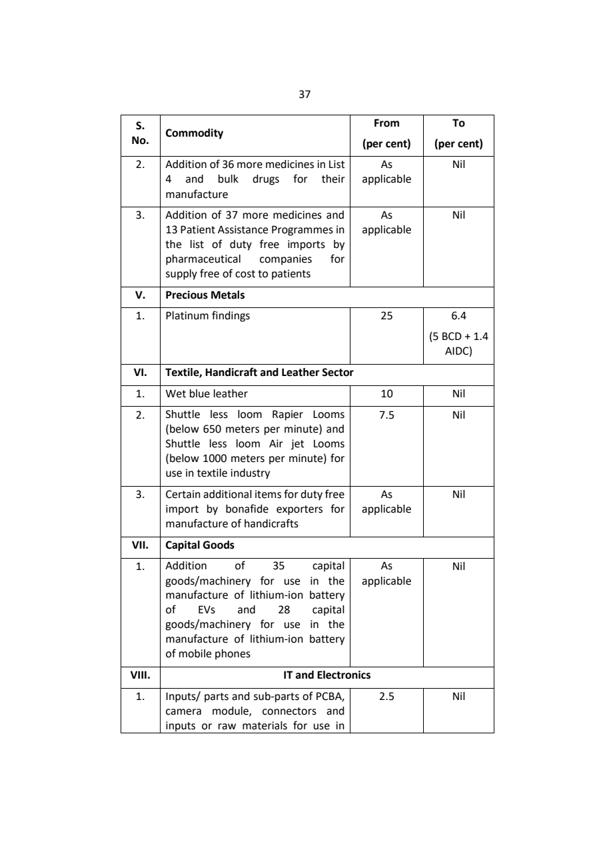 37
S. No. Commodity From (per cent) To (per cent)
2. Addition of 36 more medicines in List As Nil
4 and bulk drugs for their applicable
manufacture
3. Addition of 37 more medicines and As Nil
13 Patient Assistance Programmes in applicable
the list of duty free imports by
pharmaceutical companies for
supply free of cost to patients
V. Precious Metals
1. Platinum findings 25 6.4
(5 BCD + 1.4
AIDC)
VI. Textile, Handicraft and Leather Sector
1. Wet blue leather 10 Nil
2. Shuttle less loom Rapier Looms 7.5 Nil
(below 650 meters per minute) and
Shuttle less loom Air jet Looms
(below 1000 meters per minute) for
use in textile industry
3. Certain additional items for duty free As Nil
import by bonafide exporters for applicable
manufacture of handicrafts
VII. Capital Goods
1. Addition of 35 capital As Nil
goods/machinery for use in the applicable
manufacture of lithium-ion battery
of EVs and 28 capital
goods/machinery for use in the
manufacture of lithium-ion battery
of mobile phones
VIII. IT and Electronics
1. Inputs/ parts and sub-parts of PCBA, 2.5 Nil
camera module, connectors and
inputs or raw materials for use in